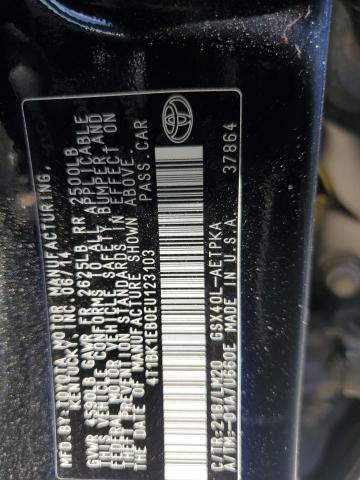 MFD.BY: TOYOTA MOTOR MANUFACTURING,
KENTUCKY, INC. 06/14
GVWR 4590LB GAWR FR 2625LB RR 2500LB
THIS VEHICLE CONFORMS TO ALL APPLICABLE
FEDERAL MOTOR VEHICLE SAFETY BUMPER AND
THEFT PREVENTION STANDARDS IN EFFECT ON
THE DATE OF MANUFACTURE SHOWN ABOVE.
4T1BK1EB0EU123103 PASS.CAR
C/TR:218/LM20 GSX40L-AETPKA
A/TM:-01A/U660E MADE IN U.S.A.
37864